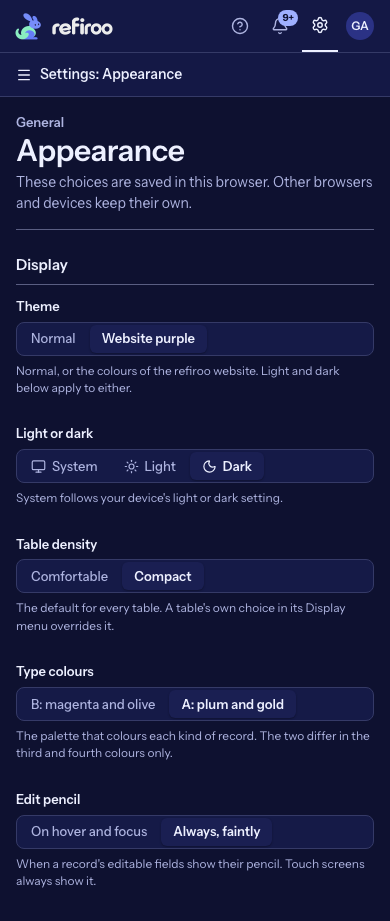 refiroo
9+
GA
Settings: Appearance
General
Appearance
These choices are saved in this browser. Other browsers
and devices keep their own.
Display
Theme
Normal Website purple
Normal, or the colours of the refiroo website. Light and dark
below apply to either.
Light or dark
System Light Dark
System follows your device's light or dark setting.
Table density
Comfortable Compact
The default for every table. A table's own choice in its Display
menu overrides it.
Type colours
B: magenta and olive A: plum and gold
The palette that colours each kind of record. The two differ in the
third and fourth colours only.
Edit pencil
On hover and focus Always, faintly
When a record's editable fields show their pencil. Touch screens
always show it.